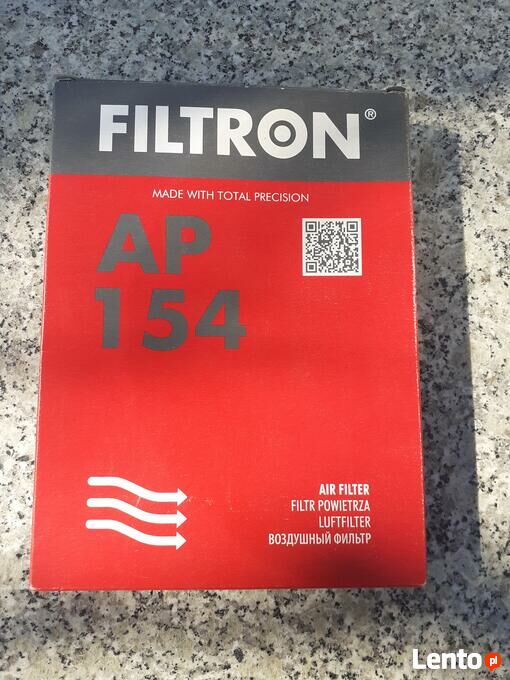 FILTRON®
MADE WITH TOTAL PRECISION
AP
154
AIR FILTER
FILTR POWIETRZA
LUFTFILTER
ВОЗДУШНЫЙ ФИЛЬТР
Lento.pl